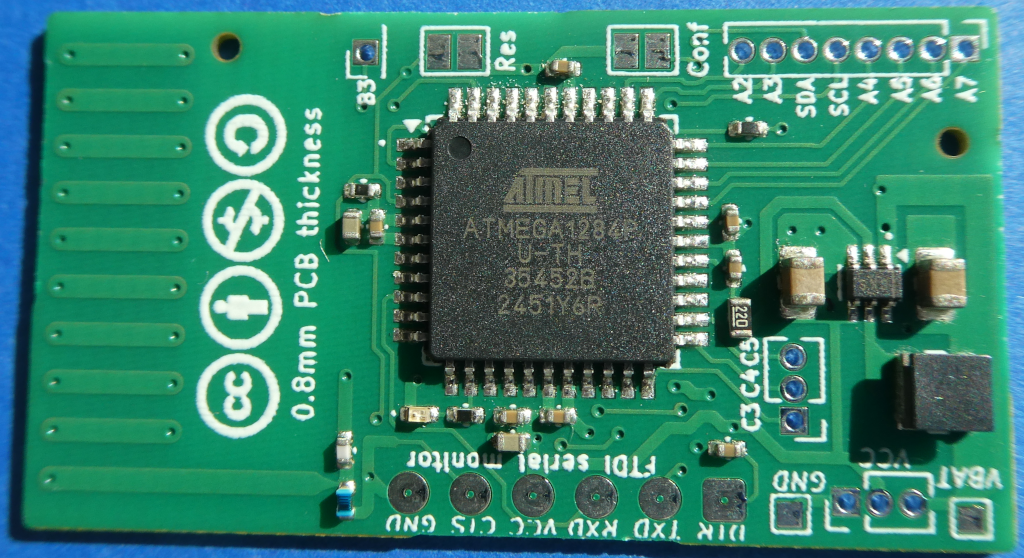 B3
Res
Conf
A2
A3
SDA
SCL
A4
A5
A6
A7
ATMEL
ATMEGA1284P
U-TH
35452B
2451Y6R
0.8mm PCB thickness
cc
220
C3 C4 C5
FTDI serial monitor
DTR TXD RXD VCC CTS GND
GND
VCC
VBAT